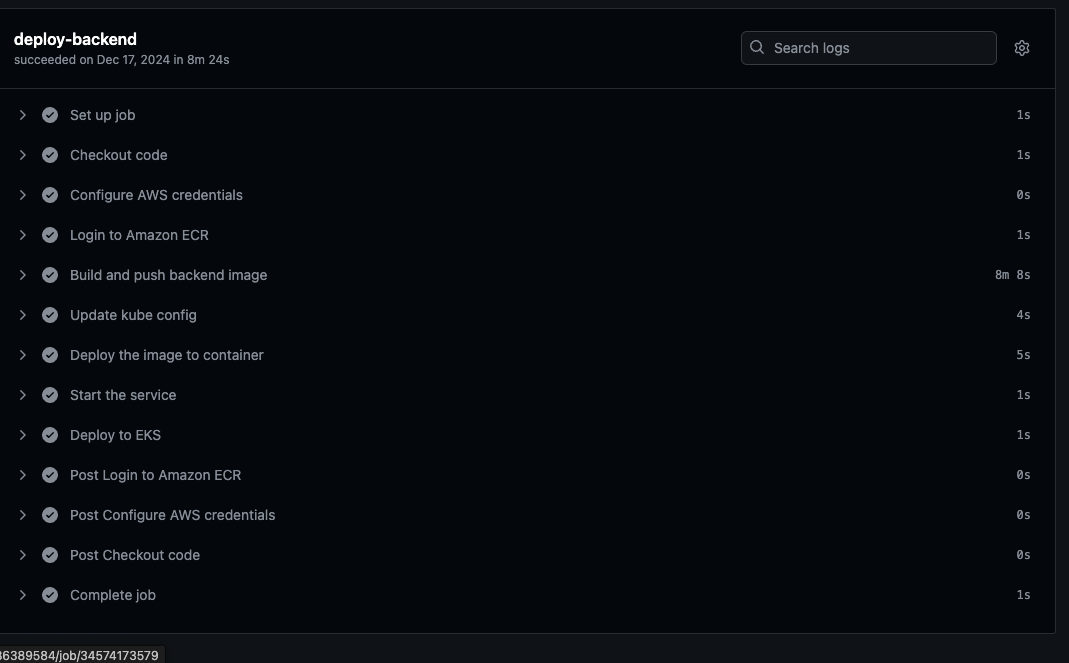 deploy-backend
succeeded on Dec 17, 2024 in 8m 24s
Search logs
Set up job 1s
Checkout code 1s
Configure AWS credentials 0s
Login to Amazon ECR 1s
Build and push backend image 8m 8s
Update kube config 4s
Deploy the image to container 5s
Start the service 1s
Deploy to EKS 1s
Post Login to Amazon ECR 0s
Post Configure AWS credentials 0s
Post Checkout code 0s
Complete job 1s
36389584/job/34574173579